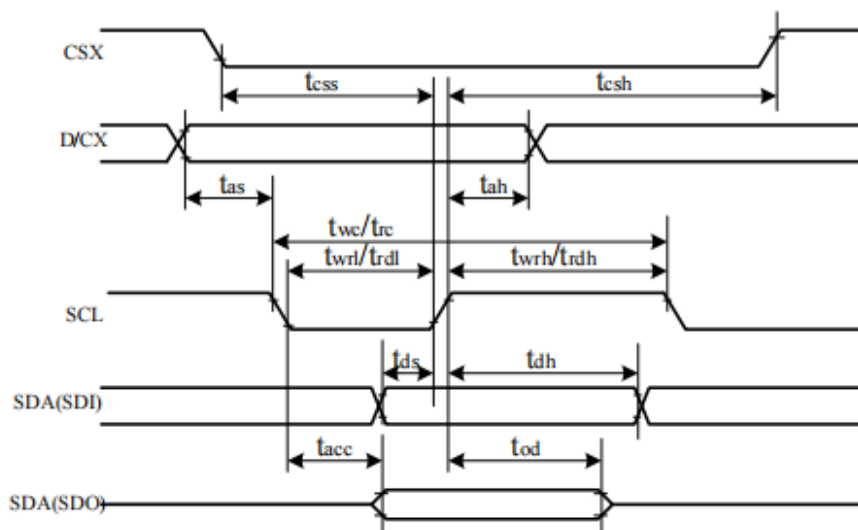 CSX
tcss
tcsh
D/CX
tas
tah
twc/trc
twrl/trdl
twrh/trdh
SCL
tds
tdh
SDA(SDI)
tacc
tod
SDA(SDO)